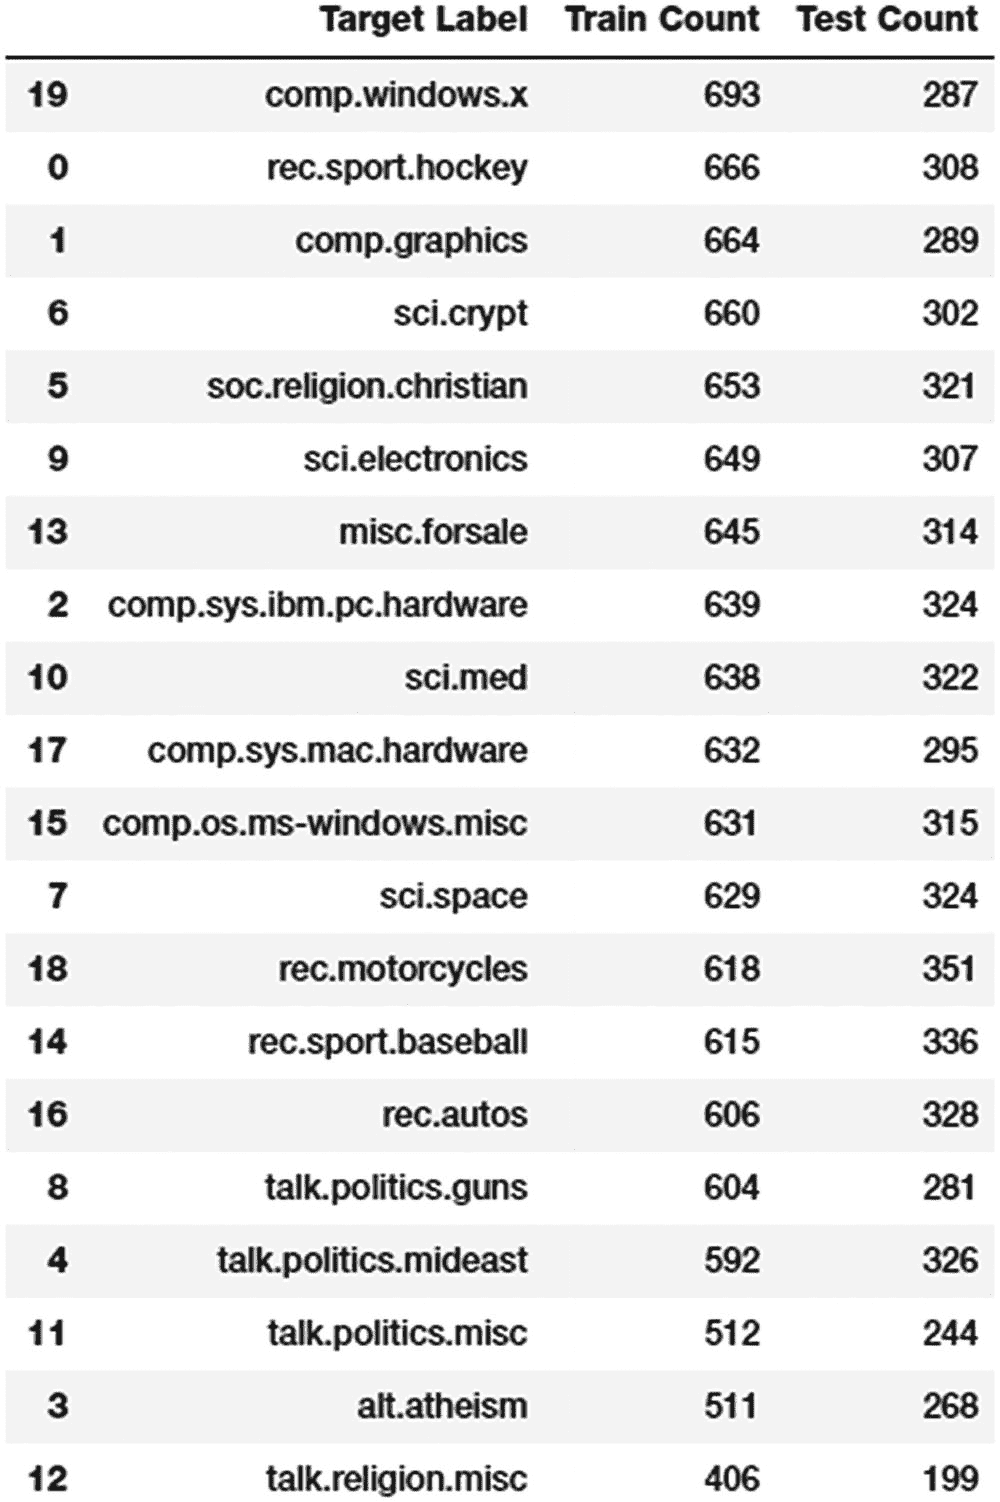 Target Label Train Count Test Count
19 comp.windows.x 693 287
0 rec.sport.hockey 666 308
1 comp.graphics 664 289
6 sci.crypt 660 302
5 soc.religion.christian 653 321
9 sci.electronics 649 307
13 misc.forsale 645 314
2 comp.sys.ibm.pc.hardware 639 324
10 sci.med 638 322
17 comp.sys.mac.hardware 632 295
15 comp.os.ms-windows.misc 631 315
7 sci.space 629 324
18 rec.motorcycles 618 351
14 rec.sport.baseball 615 336
16 rec.autos 606 328
8 talk.politics.guns 604 281
4 talk.politics.mideast 592 326
11 talk.politics.misc 512 244
3 alt.atheism 511 268
12 talk.religion.misc 406 199